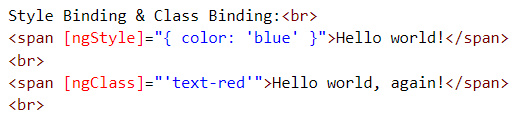 Style Binding & Class Binding:<br>
<span [ngStyle]="{ color: 'blue' }">Hello world!</span>
<br>
<span [ngClass]="'text-red'">Hello world, again!</span>
<br>